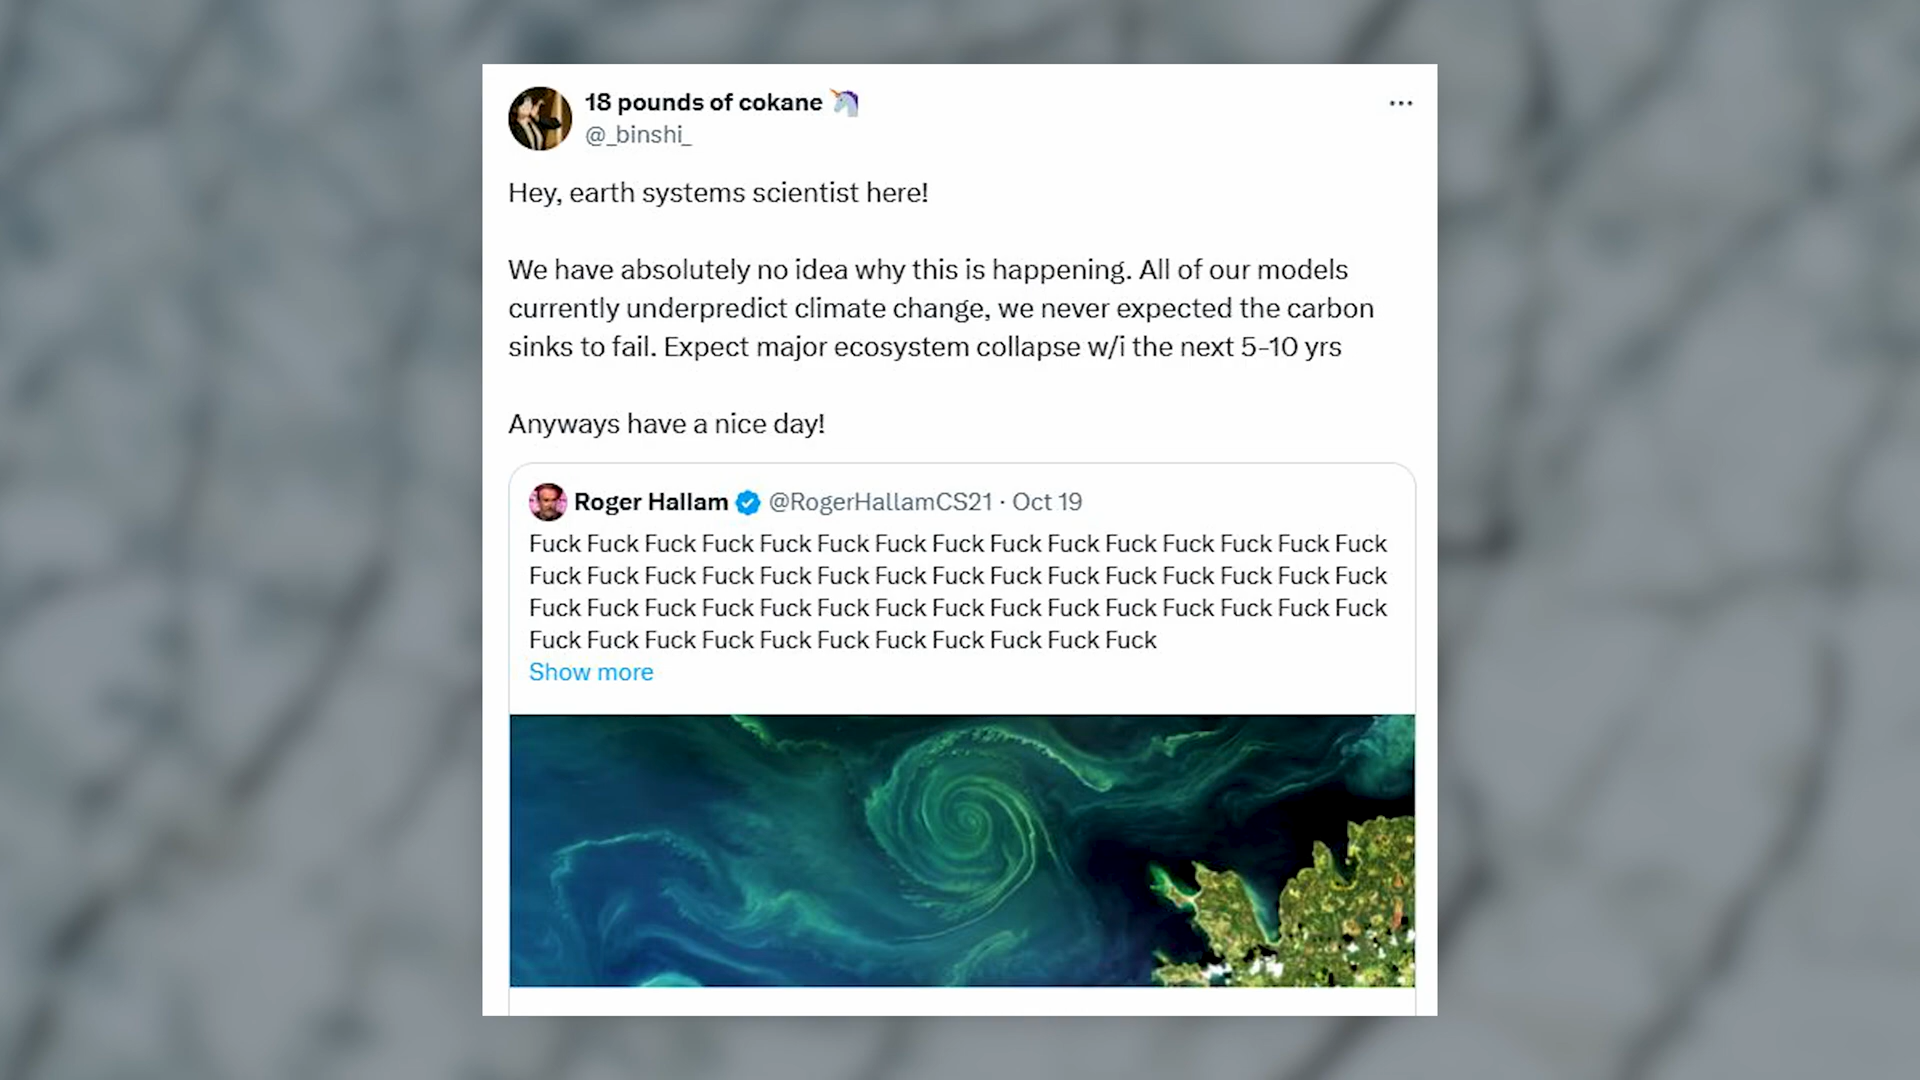 18 pounds of cokane 🦄
@_binshi_
Hey, earth systems scientist here!
We have absolutely no idea why this is happening. All of our models
currently underpredict climate change, we never expected the carbon
sinks to fail. Expect major ecosystem collapse w/i the next 5-10 yrs
Anyways have a nice day!
Roger Hallam @RogerHallamCS21 · Oct 19
Fuck Fuck Fuck Fuck Fuck Fuck Fuck Fuck Fuck Fuck Fuck Fuck Fuck Fuck Fuck
Fuck Fuck Fuck Fuck Fuck Fuck Fuck Fuck Fuck Fuck Fuck Fuck Fuck Fuck Fuck
Fuck Fuck Fuck Fuck Fuck Fuck Fuck Fuck Fuck Fuck Fuck Fuck Fuck Fuck Fuck
Fuck Fuck Fuck Fuck Fuck Fuck Fuck Fuck Fuck Fuck Fuck
Show more